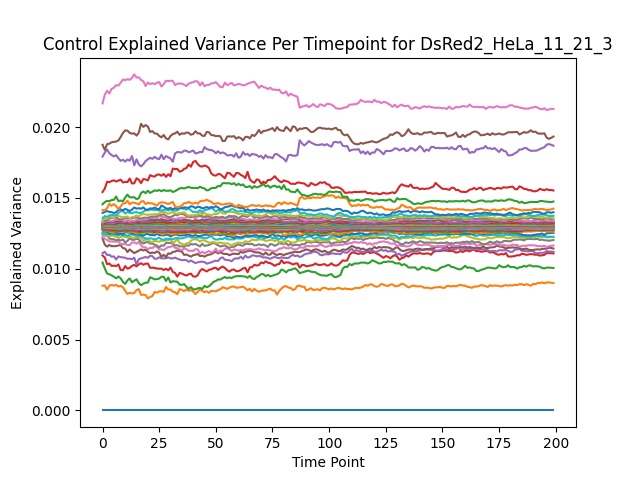 Control Explained Variance Per Timepoint for DsRed2_HeLa_11_21_3
Explained Variance
0.020
0.015
0.010
0.005
0.000
0 25 50 75 100 125 150 175 200
Time Point